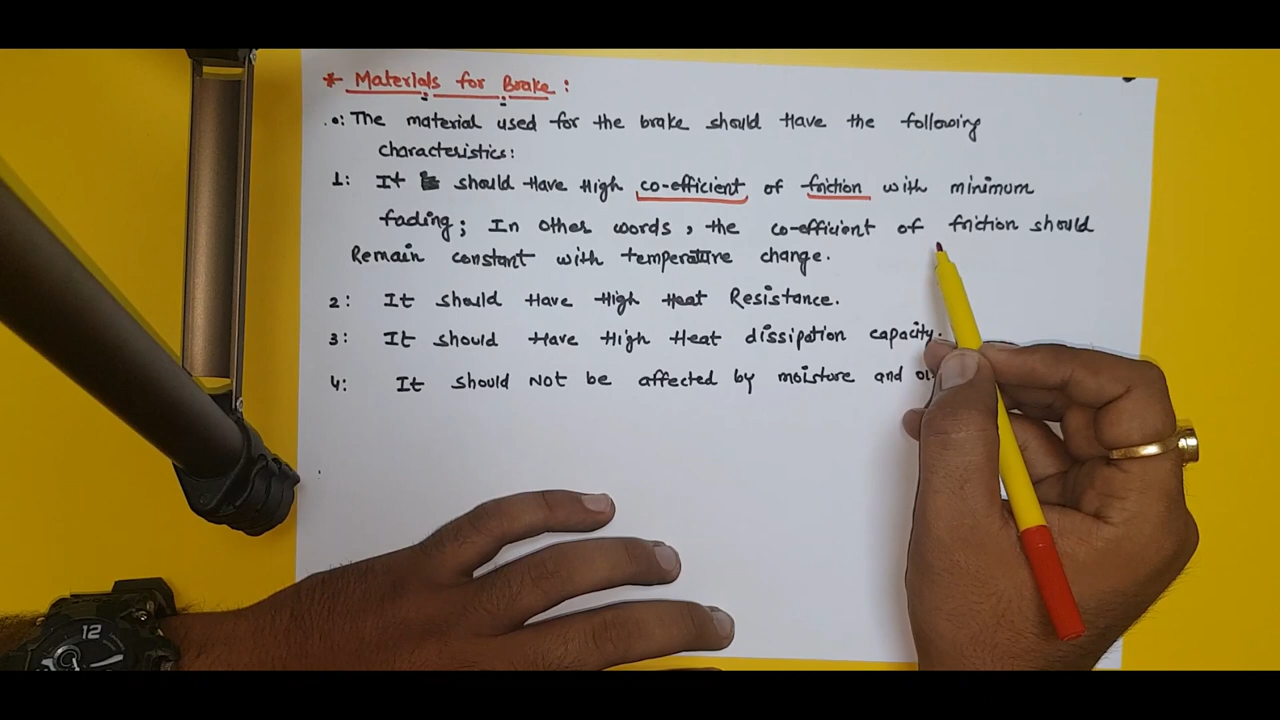 * Materials for Brake :
•: The material used for the brake should Have the following
characteristics:
1: It should Have High co-efficient of friction with minimum
fading; In other words, the co-efficient of friction should
Remain constant with temperature change.
2: It should Have High Heat Resistance.
3: It should Have High Heat dissipation capacity.
4: It should Not be affected by moisture and
12